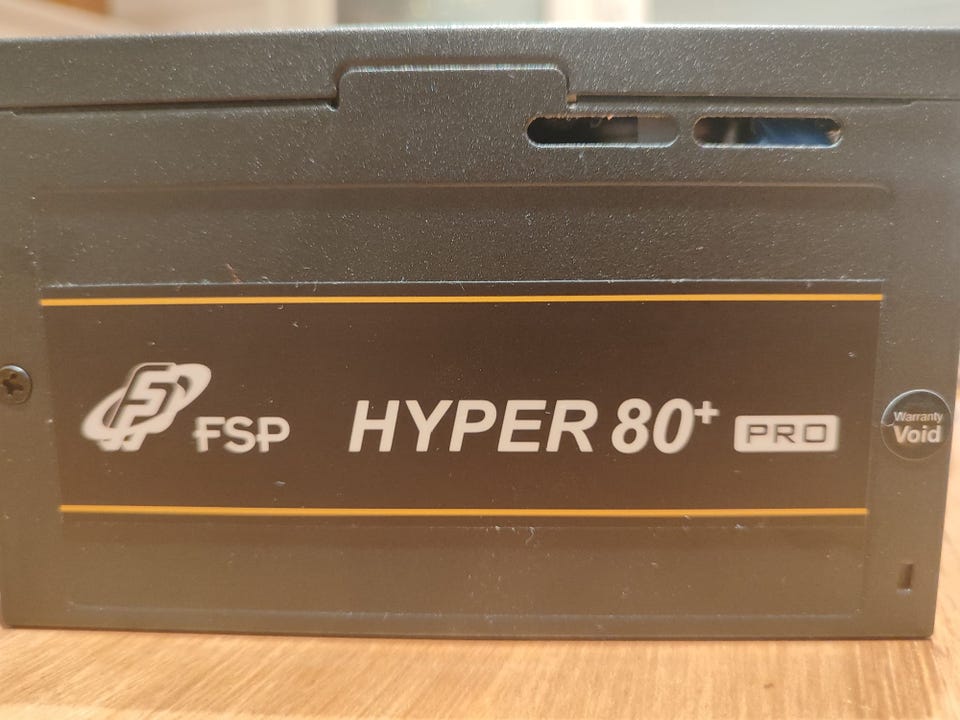 FSP
HYPER 80+ PRO
Warranty
Void